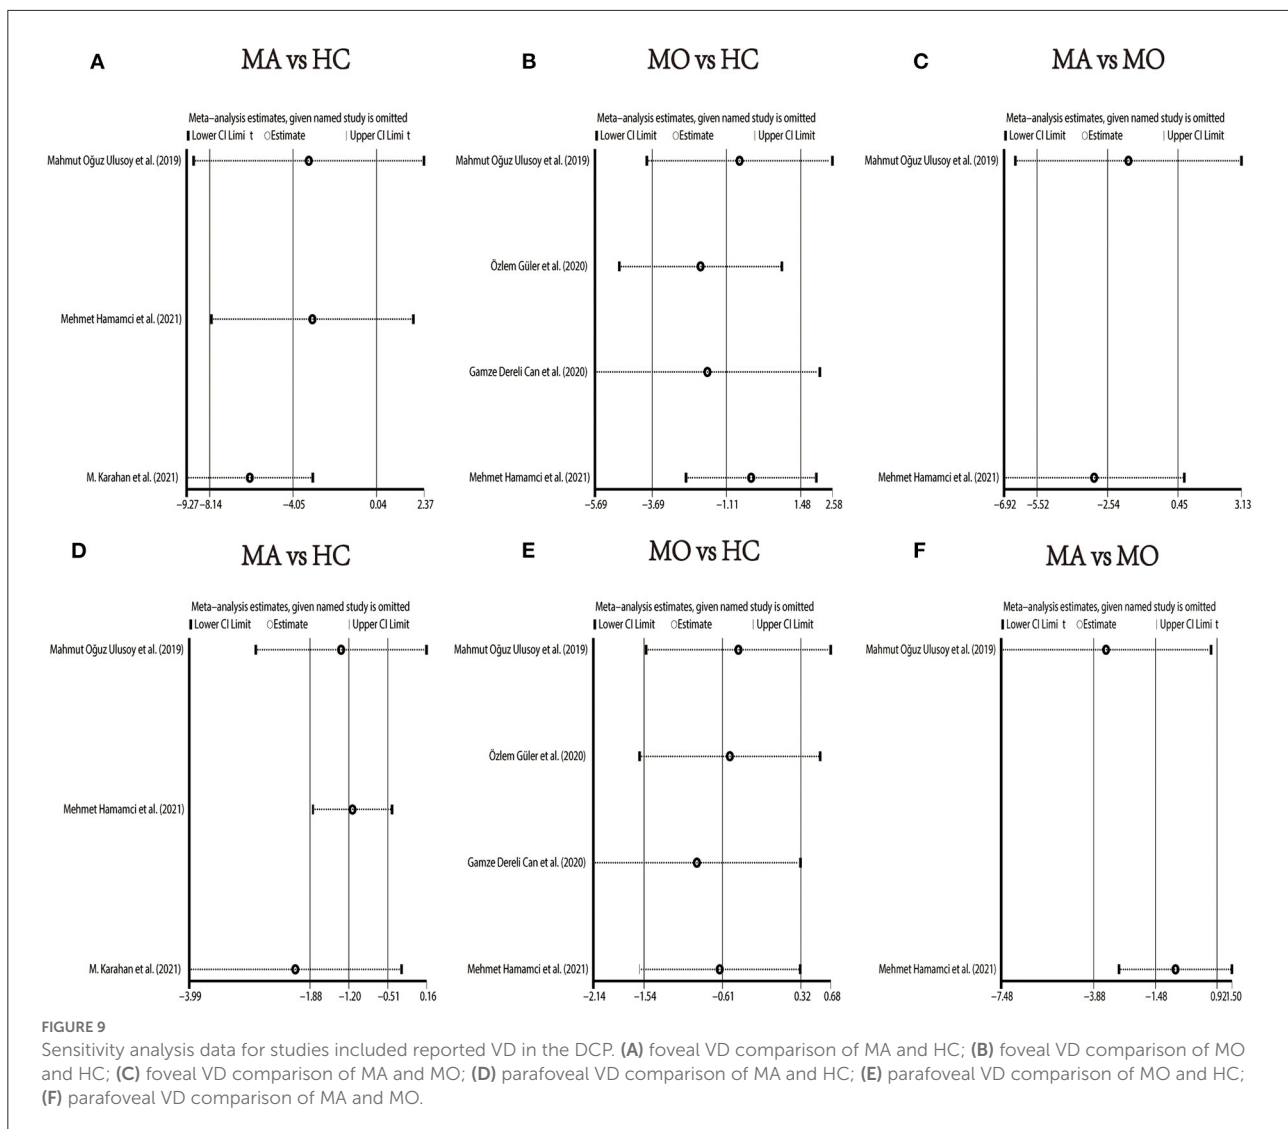 A
MA vs HC
Meta-analysis estimates, given named study is omitted
Lower CI Limi t Estimate Upper CI Limi t
Mahmut Oğuz Ulusoy et al. (2019)
Mehmet Hamamci et al. (2021)
M. Karahan et al. (2021)
-9.27 -8.14 -4.05 0.04 2.37
B
MO vs HC
Meta-analysis estimates, given named study is omitted
Lower CI Limit Estimate Upper CI Limit
Mahmut Oğuz Ulusoy et al. (2019)
Özlem Güler et al. (2020)
Gamze Dereli Can et al. (2020)
Mehmet Hamamci et al. (2021)
-5.69 -3.69 -1.11 1.48 2.58
C
MA vs MO
Meta-analysis estimates, given named study is omitted
Lower CI Limit Estimate Upper CI Limit
Mahmut Oğuz Ulusoy et al. (2019)
Mehmet Hamamci et al. (2021)
-6.92 -5.52 -2.54 0.45 3.13
D
MA vs HC
Meta-analysis estimates, given named study is omitted
Lower CI Limit Estimate Upper CI Limit
Mahmut Oğuz Ulusoy et al. (2019)
Mehmet Hamamci et al. (2021)
M. Karahan et al. (2021)
-3.99 -1.88 -1.20 -0.51 0.16
E
MO vs HC
Meta-analysis estimates, given named study is omitted
Lower CI Limit Estimate Upper CI Limit
Mahmut Oğuz Ulusoy et al. (2019)
Özlem Güler et al. (2020)
Gamze Dereli Can et al. (2020)
Mehmet Hamamci et al. (2021)
-2.14 -1.54 -0.61 0.32 0.68
F
MA vs MO
Meta-analysis estimates, given named study is omitted
Lower CI Limi t Estimate Upper CI Limi t
Mahmut Oğuz Ulusoy et al. (2019)
Mehmet Hamamci et al. (2021)
-7.48 -3.88 -1.48 0.92 1.50
FIGURE 9
Sensitivity analysis data for studies included reported VD in the DCP. (A) foveal VD comparison of MA and HC; (B) foveal VD comparison of MO
and HC; (C) foveal VD comparison of MA and MO; (D) parafoveal VD comparison of MA and HC; (E) parafoveal VD comparison of MO and HC;
(F) parafoveal VD comparison of MA and MO.